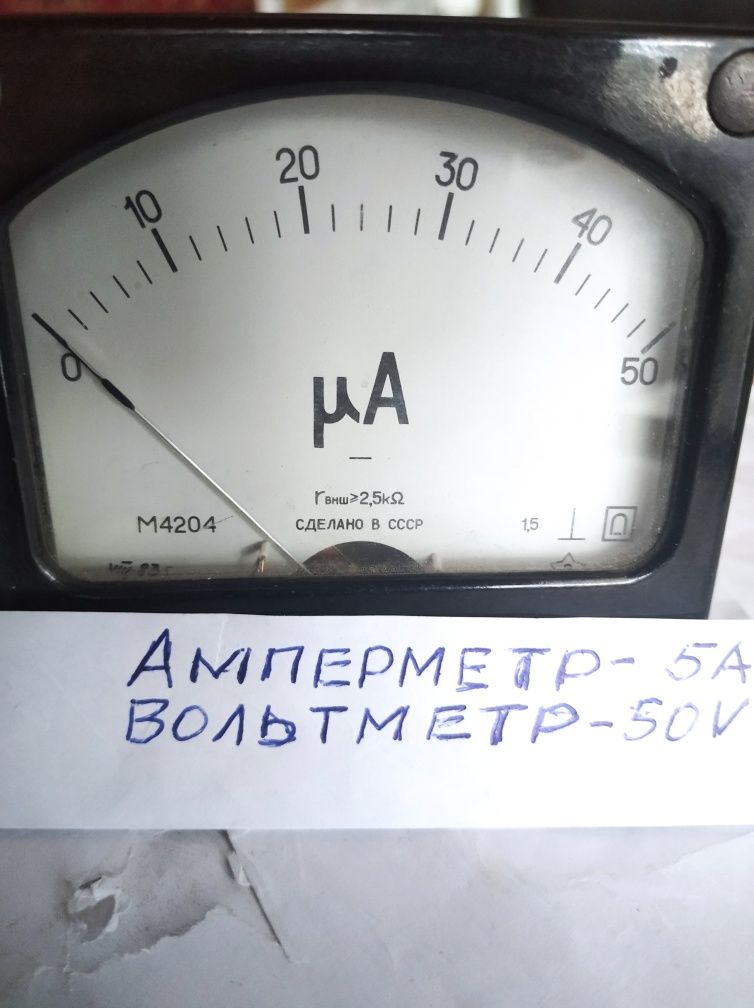 0 10 20 30 40 50
µA
rвнш≥2,5kΩ
М4204 СДЕЛАНО В СССР 1,5
АМПЕРМЕТР-5А
ВОЛЬТМЕТР-50V